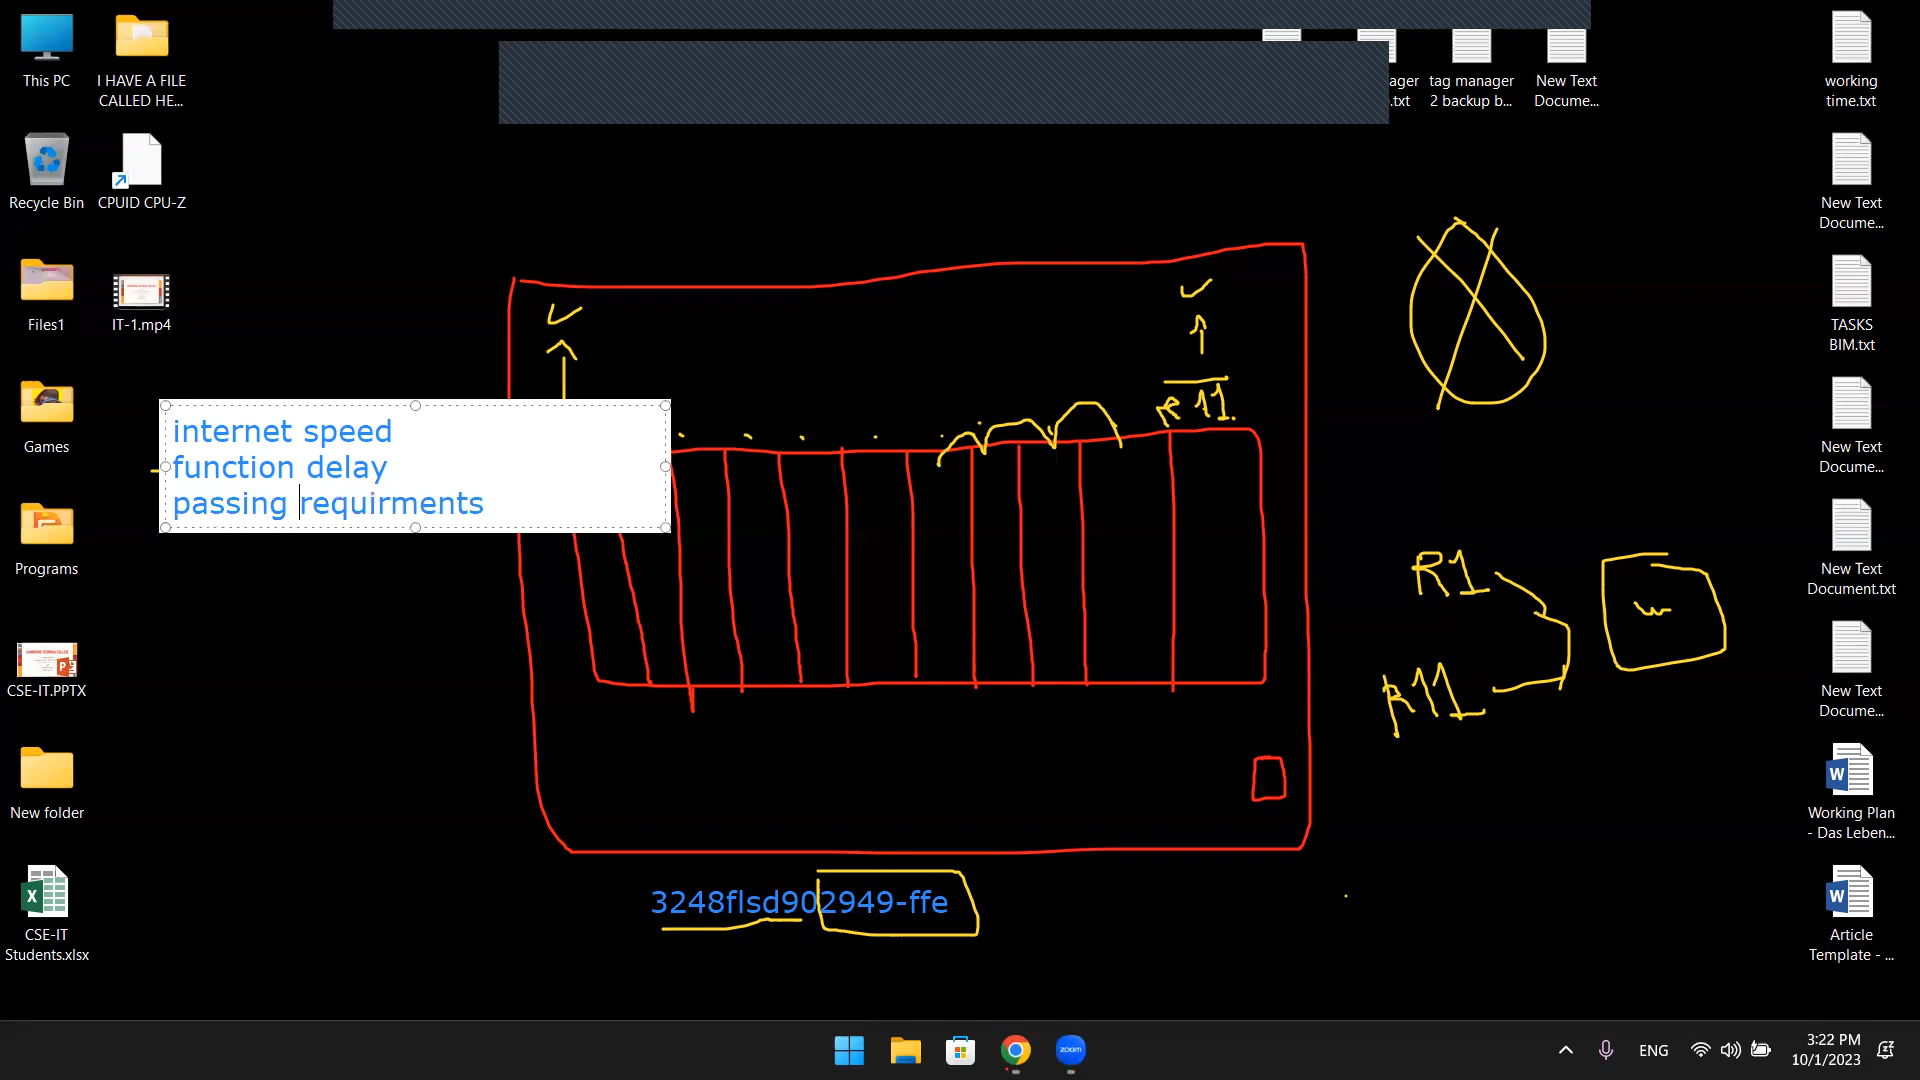 This PC
I HAVE A FILE
CALLED HE...
ager
.txt
tag manager
2 backup b...
New Text
Docume...
working
time.txt
Recycle Bin
CPUID CPU-Z
New Text
Docume...
Files1
IT-1.mp4
TASKS
BIM.txt
R11.
internet speed
function delay
passing requirments
Games
New Text
Docume...
Programs
R1
New Text
Document.txt
CSE-IT.PPTX
R11
New Text
Docume...
New folder
Working Plan
- Das Leben...
3248flsd902949-ffe
CSE-IT
Students.xlsx
Article
Template - ...
zoom
ENG
3:22 PM
10/1/2023